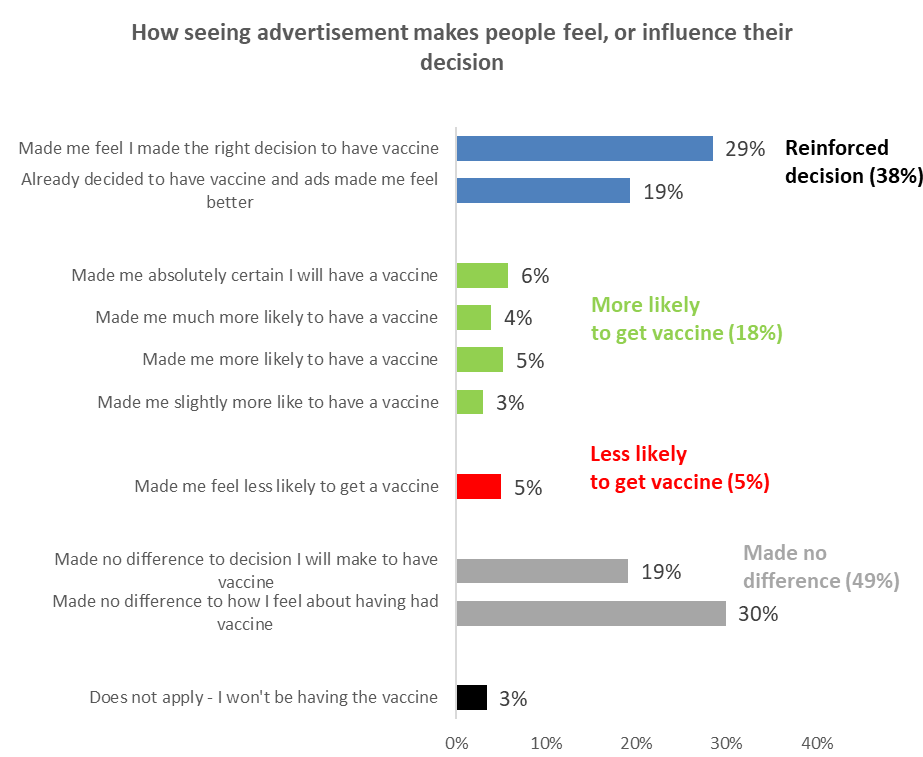 How seeing advertisement makes people feel, or influence their
decision
Made me feel I made the right decision to have vaccine
29%
Reinforced
decision (38%)
Already decided to have vaccine and ads made me feel
better
19%
Made me absolutely certain I will have a vaccine
6%
Made me much more likely to have a vaccine
4%
More likely
to get vaccine (18%)
Made me more likely to have a vaccine
5%
Made me slightly more like to have a vaccine
3%
Less likely
to get vaccine (5%)
Made me feel less likely to get a vaccine
5%
Made no difference to decision I will make to have
vaccine
19%
Made no
difference (49%)
Made no difference to how I feel about having had
vaccine
30%
Does not apply - I won't be having the vaccine
3%
0%
10%
20%
30%
40%